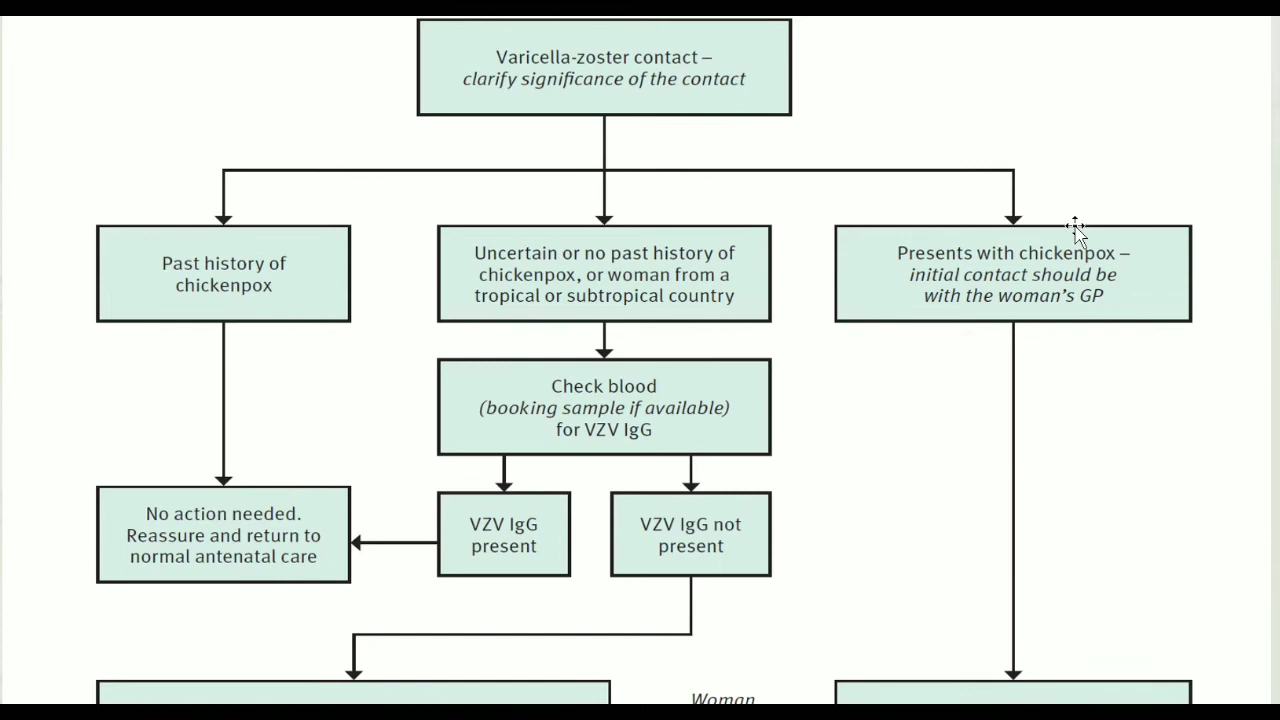 Varicella-zoster contact –
clarify significance of the contact
Past history of
chickenpox
Uncertain or no past history of
chickenpox, or woman from a
tropical or subtropical country
Presents with chickenpox –
initial contact should be
with the woman's GP
Check blood
(booking sample if available)
for VZV IgG
No action needed.
Reassure and return to
normal antenatal care
VZV IgG
present
VZV IgG not
present
Woman